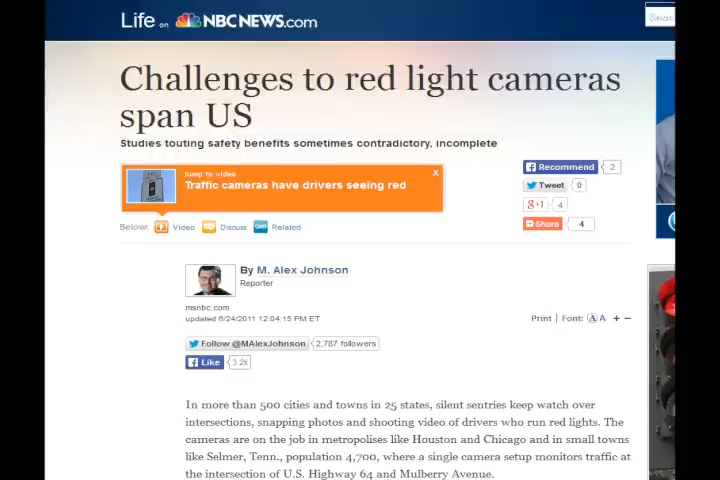 Life on NBCNEWS.com
Challenges to red light cameras
span US
Studies touting safety benefits sometimes contradictory, incomplete
Jump to video
x
Traffic cameras have drivers seeing red
Recommend 2
Tweet 0
g+1 4
Share 4
Below: Video Discuss Related
By M. Alex Johnson
Reporter
msnbc.com
updated 6/24/2011 12:04:15 PM ET
Print | Font: A A + −
Follow @MAlexJohnson 2,787 followers
Like 3.2k
In more than 500 cities and towns in 25 states, silent sentries keep watch over
intersections, snapping photos and shooting video of drivers who run red lights. The
cameras are on the job in metropolises like Houston and Chicago and in small towns
like Selmer, Tenn., population 4,700, where a single camera setup monitors traffic at
the intersection of U.S. Highway 64 and Mulberry Avenue.